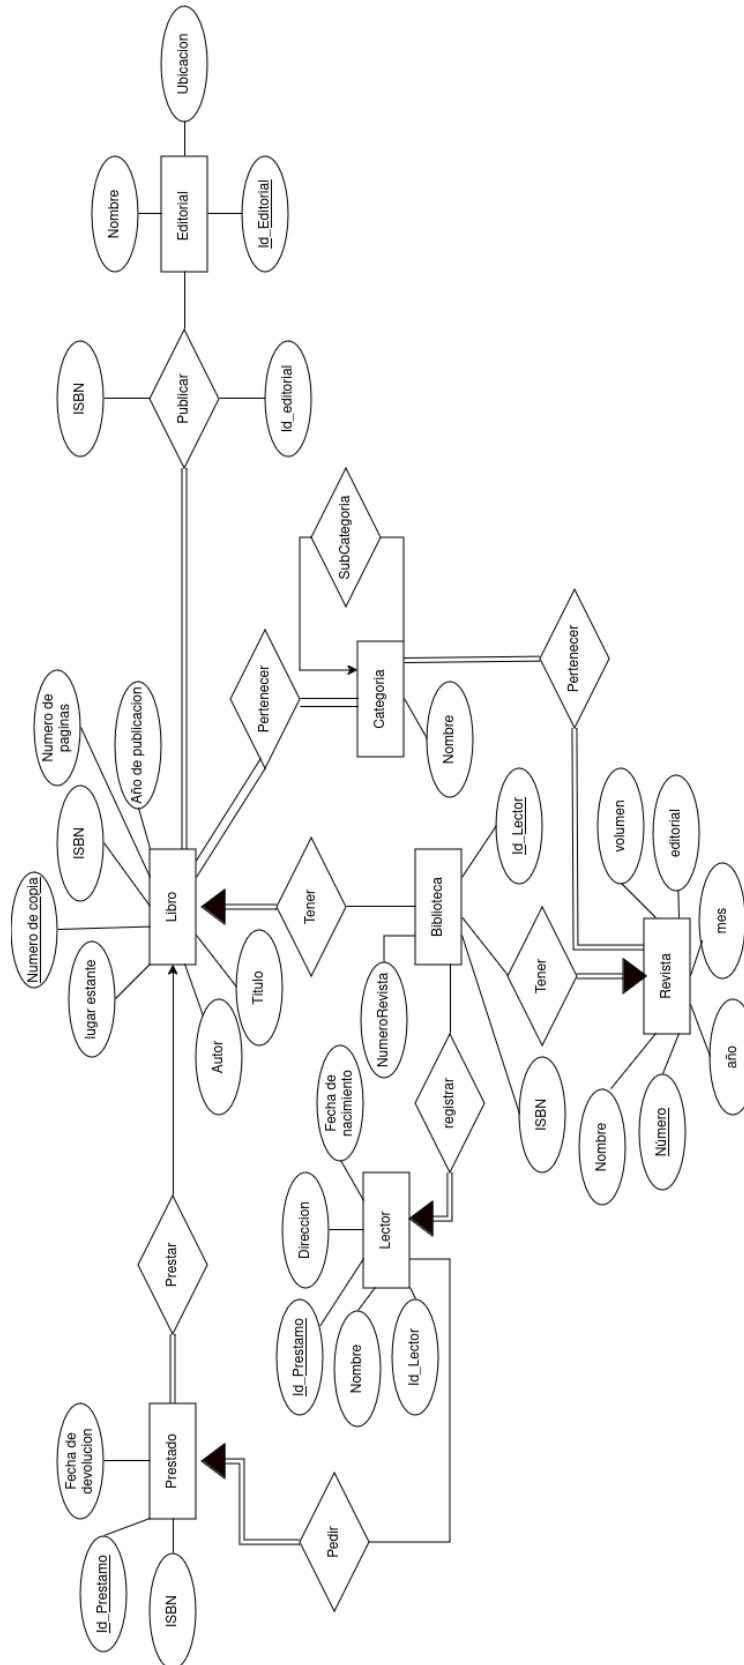 Numero de copia
Id_Prestamo
Fecha de
devolucion
lugar estante
ISBN
Numero de
paginas
ISBN
Nombre
Ubicacion
Año de publicacion
ISBN
Prestado
Prestar
Libro
Publicar
Editorial
Autor
Titulo
Pertenecer
Id_editorial
Id_Editorial
Id_Prestamo
Direccion
Tener
Pedir
Fecha de
nacimiento
SubCategoria
Nombre
Lector
NumeroRevista
Categoria
Id_Lector
registrar
Biblioteca
Nombre
Id_Lector
ISBN
Tener
Pertenecer
Nombre
volumen
Número
Revista
editorial
año
mes